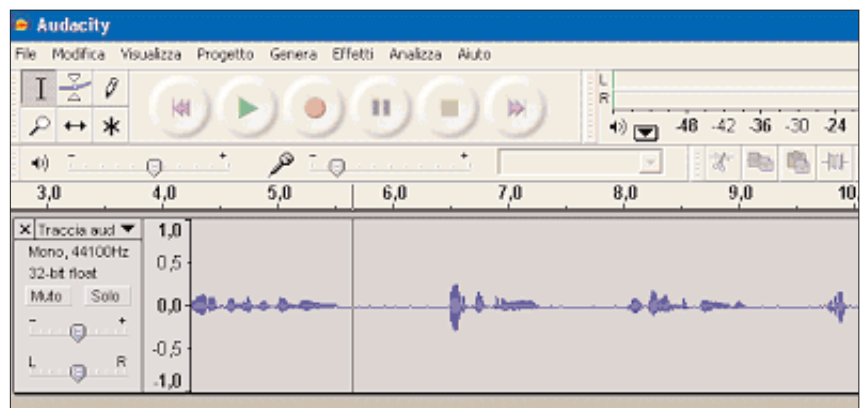 Audacity
File Modifica Visualizza Progetto Genera Effetti Analizza Aiuto
L
R
-48 -42 -36 -30 -24
- + - +
3,0 4,0 5,0 6,0 7,0 8,0 9,0 10
Traccia aud
Mono, 44100Hz
32-bit float
Muto Solo
- +
L R
1,0
0,5
0,0
-0,5
-1,0